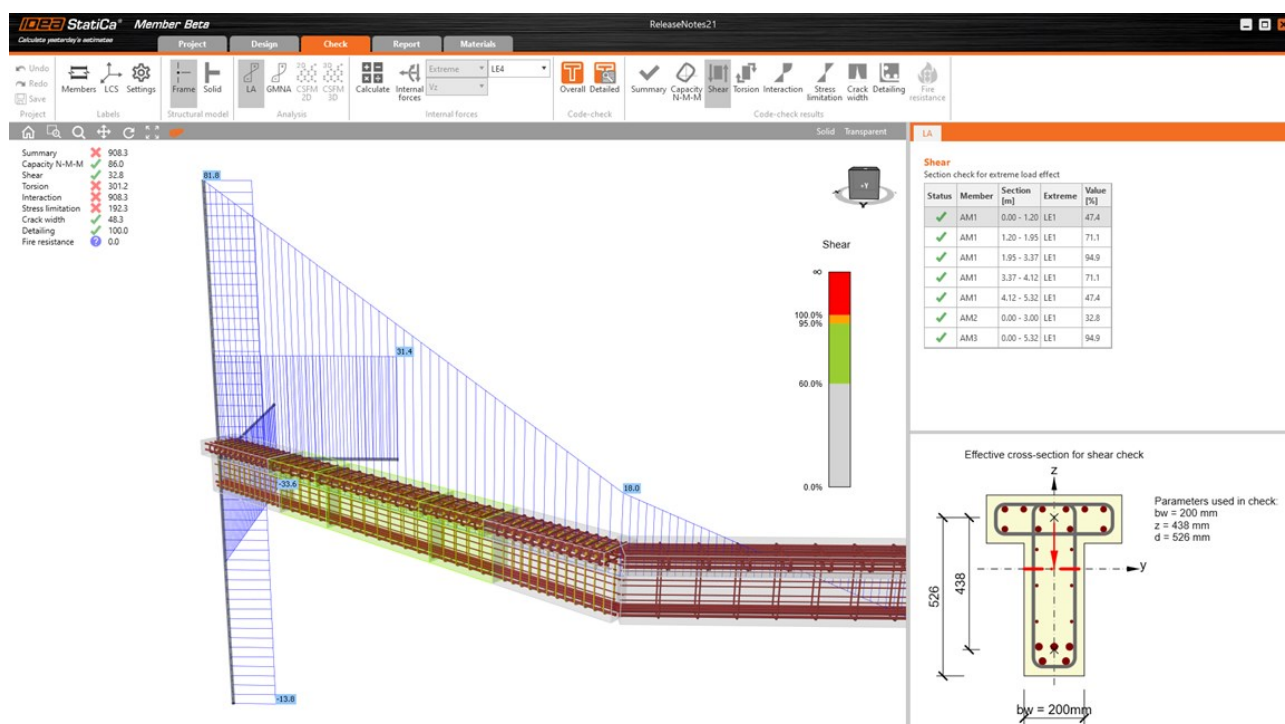 IDEA StatiCa® Member Beta
Calculate yesterday's estimates
ReleaseNotes21
Project Design Check Report Materials
Undo
Redo
Save
Members LCS Settings
Frame Solid
LA GMNA CSFM 2D CSFM 3D
Calculate Internal forces
Extreme LE4
Vz
Overall Detailed
Summary Capacity N-M-M Shear Torsion Interaction Stress limitation Crack width Detailing Fire resistance
Project Labels Structural model Analysis Internal forces Code-check Code-check results
Solid Transparent
LA
Summary 908.3
Capacity N-M-M 86.0
Shear 32.8
Torsion 301.2
Interaction 908.3
Stress limitation 192.3
Crack width 48.3
Detailing 100.0
Fire resistance ? 0.0
81.8
31.4
-33.6
18.0
-13.8
+Y
Y
Shear
∞
100.0%
95.0%
60.0%
0.0%
Shear
Section check for extreme load effect
Status Member Section [m] Extreme Value [%]
AM1 0.00 - 1.20 LE1 47.4
AM1 1.20 - 1.95 LE1 71.1
AM1 1.95 - 3.37 LE1 94.9
AM1 3.37 - 4.12 LE1 71.1
AM1 4.12 - 5.32 LE1 47.4
AM2 0.00 - 3.00 LE1 32.8
AM3 0.00 - 5.32 LE1 94.9
Effective cross-section for shear check
z
Parameters used in check:
bw = 200 mm
z = 438 mm
d = 526 mm
y
526
438
bw = 200mm